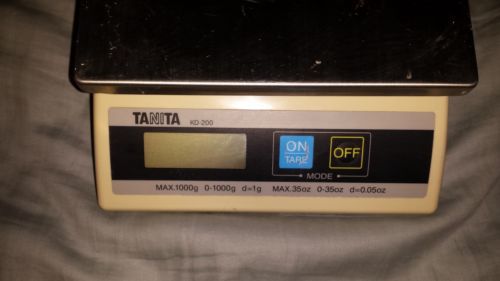 TANITA KD-200
ON
TARE
OFF
MODE
MAX.1000g 0-1000g d=1g MAX.35oz 0-35oz d=0.05oz